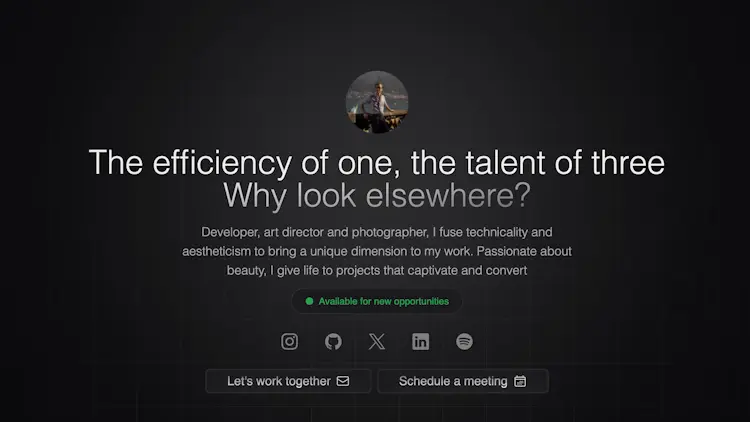 The efficiency of one, the talent of three
Why look elsewhere?
Developer, art director and photographer, I fuse technicality and
aestheticism to bring a unique dimension to my work. Passionate about
beauty, I give life to projects that captivate and convert
Available for new opportunities
Let's work together
Schedule a meeting